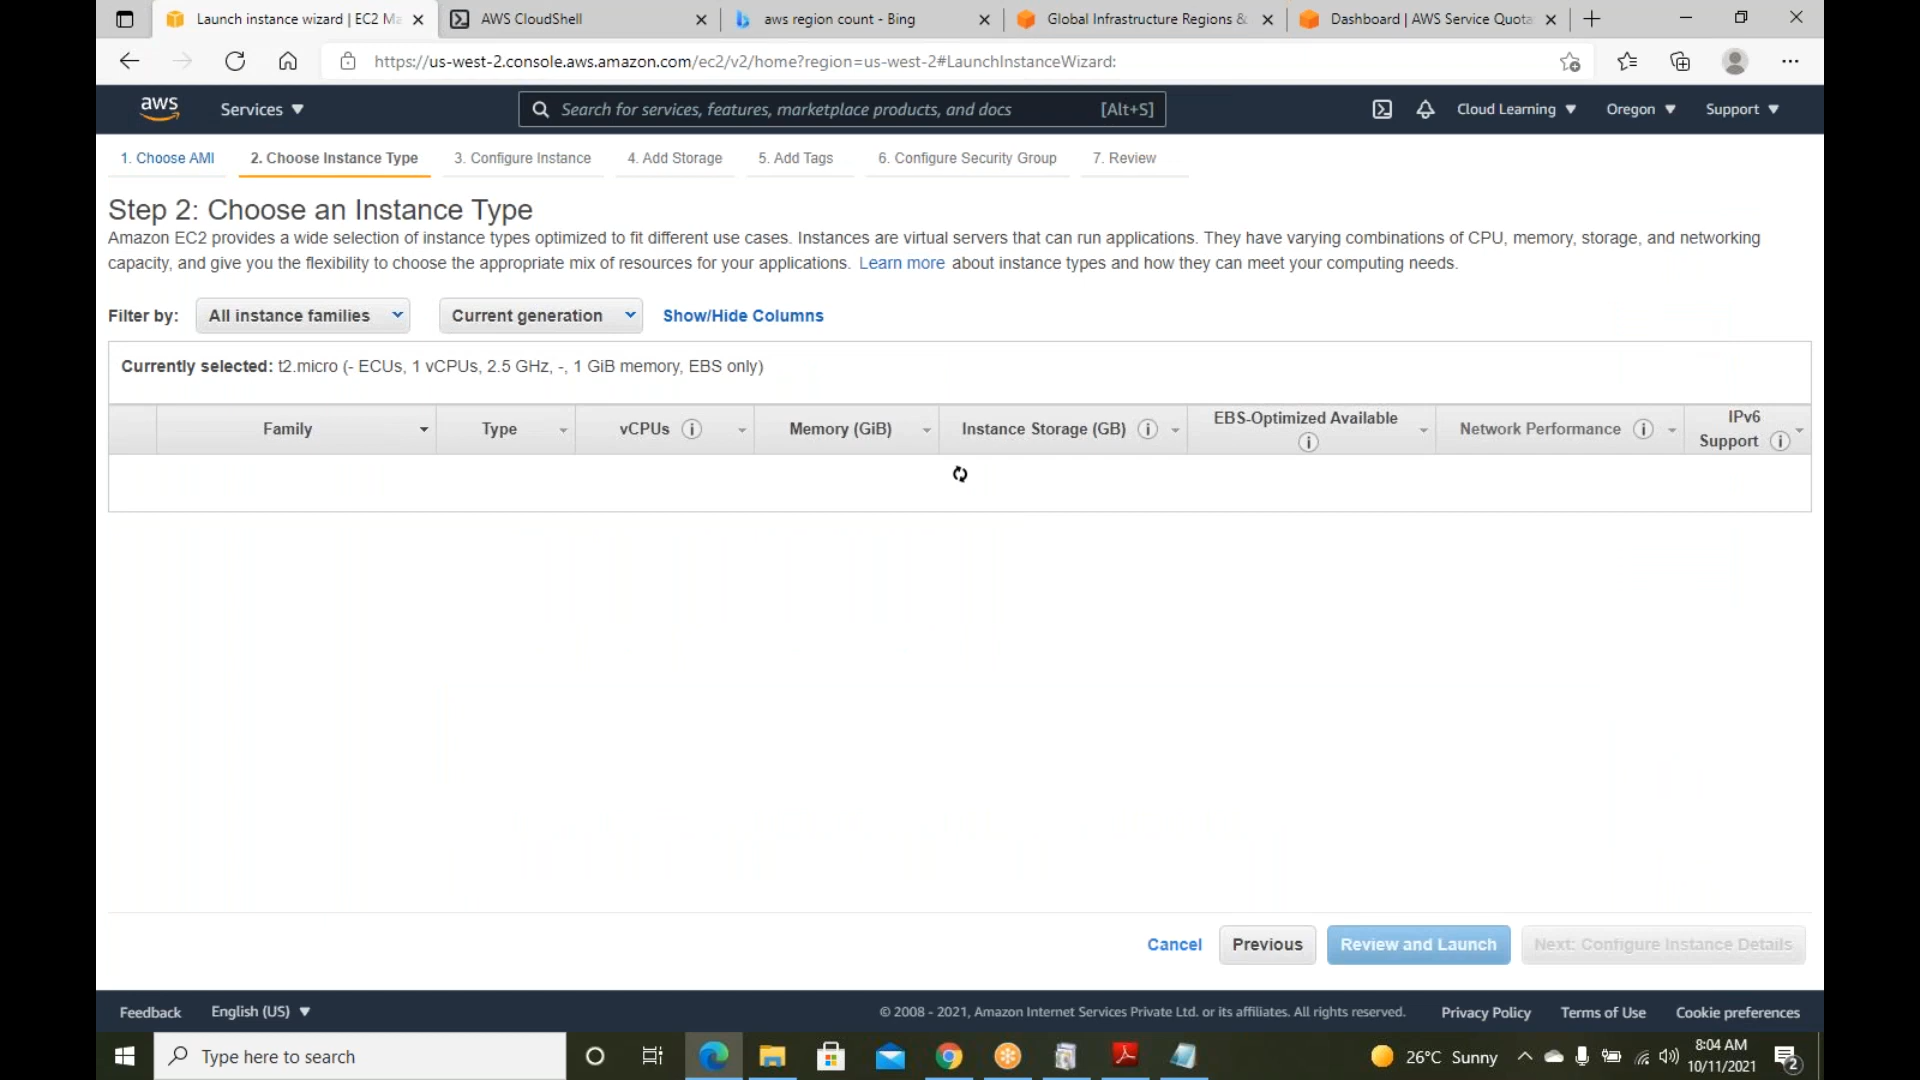 Launch instance wizard | EC2 Ma
AWS CloudShell
aws region count - Bing
Global Infrastructure Regions &
Dashboard | AWS Service Quota
https://us-west-2.console.aws.amazon.com/ec2/v2/home?region=us-west-2#LaunchInstanceWizard:
aws
Services
Search for services, features, marketplace products, and docs [Alt+S]
Cloud Learning
Oregon
Support
1. Choose AMI
2. Choose Instance Type
3. Configure Instance
4. Add Storage
5. Add Tags
6. Configure Security Group
7. Review
Step 2: Choose an Instance Type
Amazon EC2 provides a wide selection of instance types optimized to fit different use cases. Instances are virtual servers that can run applications. They have varying combinations of CPU, memory, storage, and networking
capacity, and give you the flexibility to choose the appropriate mix of resources for your applications. Learn more about instance types and how they can meet your computing needs.
Filter by: All instance families Current generation Show/Hide Columns
Currently selected: t2.micro (- ECUs, 1 vCPUs, 2.5 GHz, -, 1 GiB memory, EBS only)
Family
Type
vCPUs
Memory (GiB)
Instance Storage (GB)
EBS-Optimized Available
Network Performance
IPv6
Support
Cancel
Previous
Review and Launch
Next: Configure Instance Details
Feedback
English (US)
© 2008 - 2021, Amazon Internet Services Private Ltd. or its affiliates. All rights reserved.
Privacy Policy
Terms of Use
Cookie preferences
Type here to search
26°C Sunny
8:04 AM
10/11/2021
2